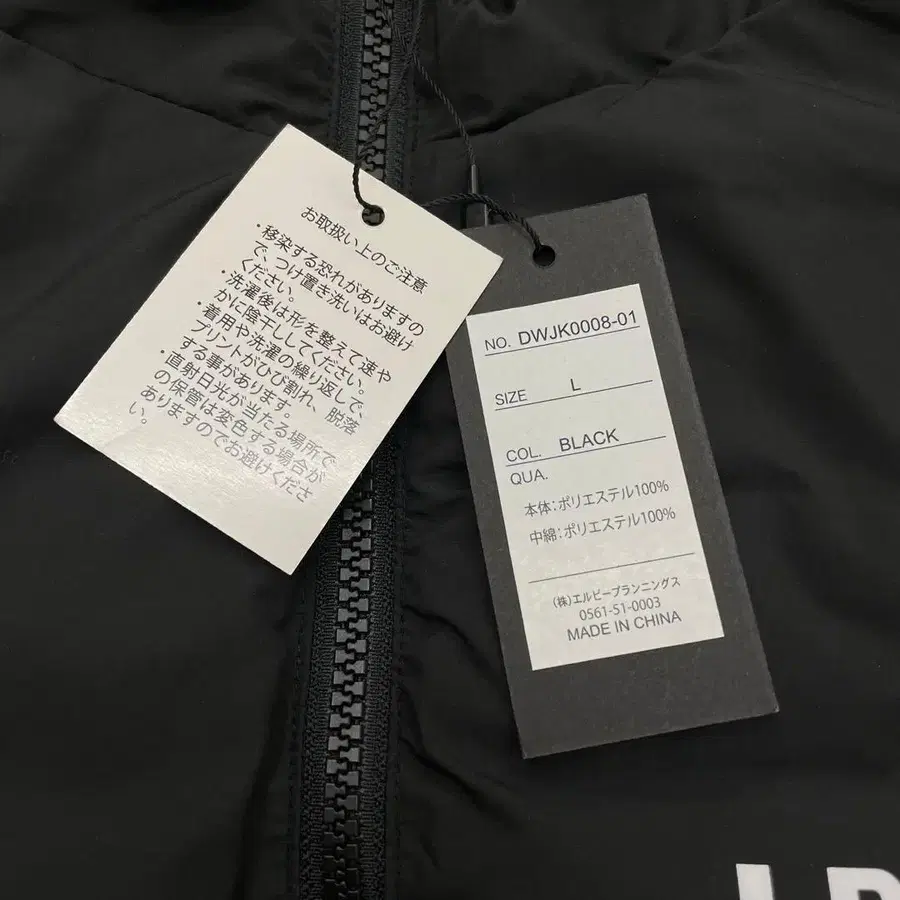 お取扱い上のご注意
・移染する恐れがありますの
で、つけ置き洗いはお避け
ください。
・洗濯後は形を整えて速や
かに陰干ししてください。
・着用や洗濯の繰り返しで、
プリントがひび割れ、脱落
する事があります。
・直射日光が当たる場所で
の保管は変色する場合が
ありますのでお避けくださ
い。
NO. DWJK0008-01
SIZE L
COL. BLACK
QUA.
本体:ポリエステル100%
中綿:ポリエステル100%
(株)エルピープランニングス
0561-51-0003
MADE IN CHINA